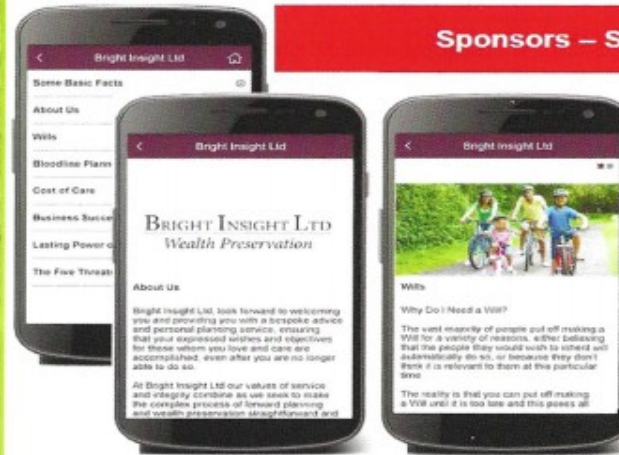 Sponsors – S
Bright Insight Ltd
Some Basic Facts
About Us
Wills
Bloodline Plann
Cost of Care
Business Succe
Lasting Power o
The Five Threats
Bright Insight Ltd
BRIGHT INSIGHT LTD
Wealth Preservation
About Us
Bright Insight Ltd, look forward to welcoming
you and providing you with a bespoke advice
and personal planning service, ensuring
that your expressed wishes and objectives
for those whom you love and care are
accomplished, even after you are no longer
able to do so.
At Bright Insight Ltd our values of service
and integrity combine as we seek to make
the complex process of forward planning
and wealth preservation straightforward and
Bright Insight Ltd
Wills
Why Do I Need a Will?
The vast majority of people put off making a
Will for a variety of reasons, either believing
that the people they would wish to inherit will
automatically do so, or because they don't
think it is relevant to them at this particular
time
The reality is that you can put off making
a Will until it is too late and this poses all